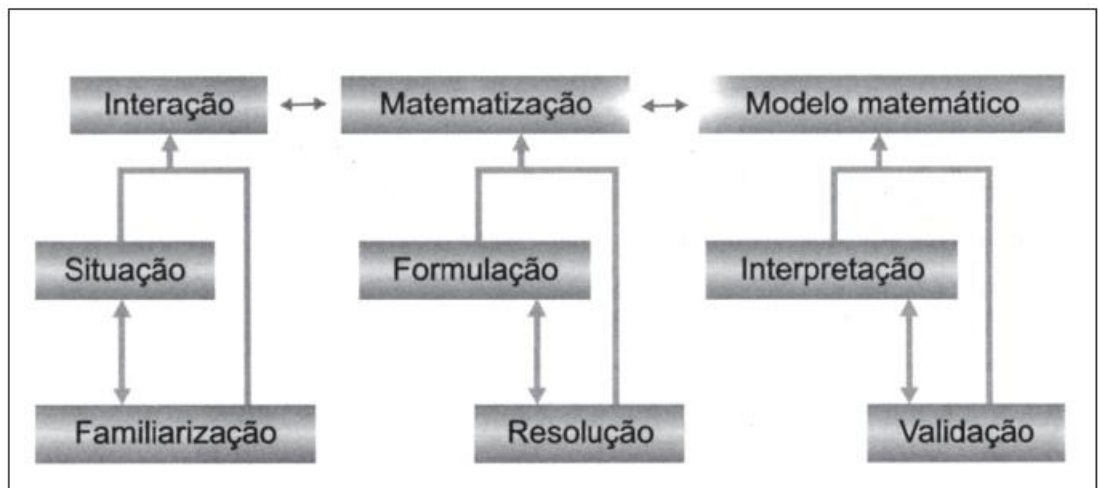 Interação Matematização Modelo matemático
Situação Formulação Interpretação
Familiarização Resolução Validação